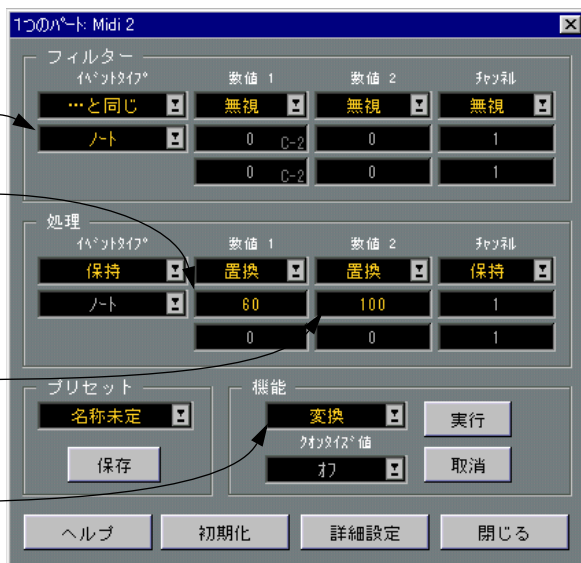 1つのパート: Midi 2
フィルター
イベントタイプ 数値 1 数値 2 チャンネル
…と同じ 無視 無視 無視
ノート 0 C-2 0 1
0 C-2 0 1
処理
イベントタイプ 数値 1 数値 2 チャンネル
保持 置換 置換 保持
ノート 60 100 1
0 0 1
プリセット 機能
名称未定 変換 実行
クオンタイズ値
保存 オフ 取消
ヘルプ 初期化 詳細設定 閉じる